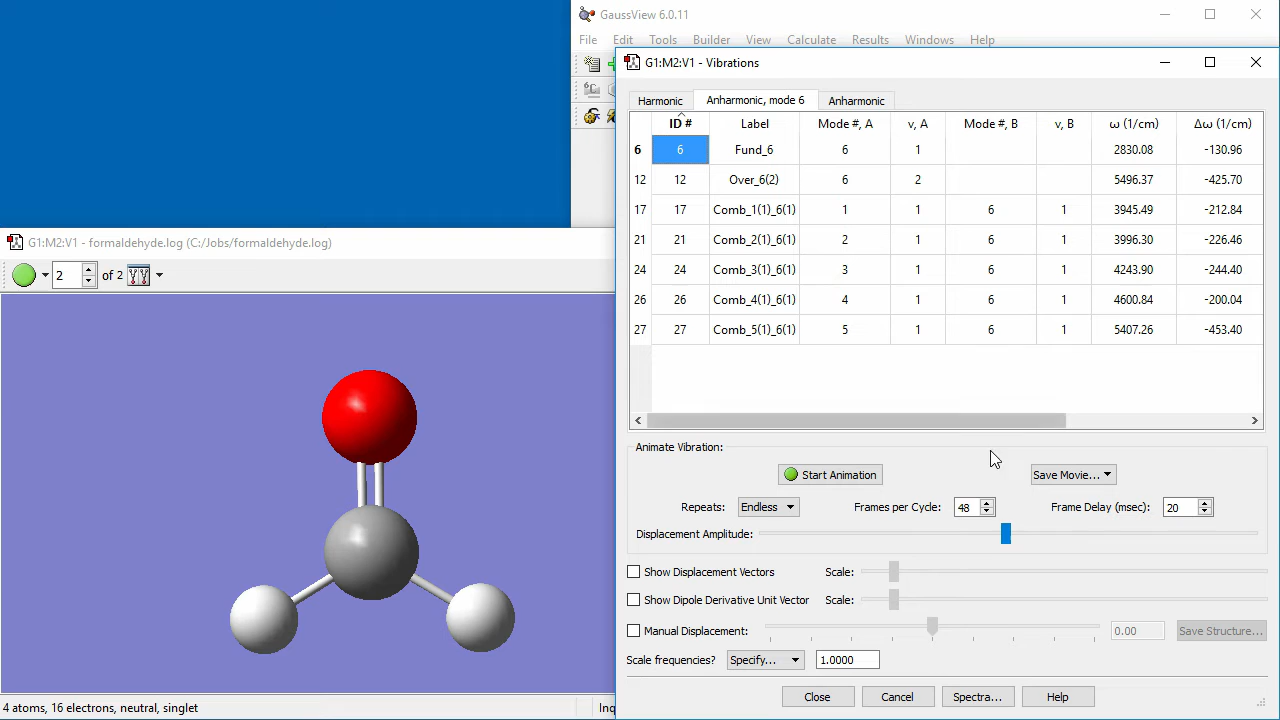 GaussView 6.0.11
File Edit Tools Builder View Calculate Results Windows Help
G1:M2:V1 - Vibrations
Harmonic Anharmonic, mode 6 Anharmonic
ID # Label Mode #, A v, A Mode #, B v, B ω (1/cm) Δω (1/cm)
6 6 Fund_6 6 1 2830.08 -130.96
12 12 Over_6(2) 6 2 5496.37 -425.70
17 17 Comb_1(1)_6(1) 1 1 6 1 3945.49 -212.84
21 21 Comb_2(1)_6(1) 2 1 6 1 3996.30 -226.46
24 24 Comb_3(1)_6(1) 3 1 6 1 4243.90 -244.40
26 26 Comb_4(1)_6(1) 4 1 6 1 4600.84 -200.04
27 27 Comb_5(1)_6(1) 5 1 6 1 5407.26 -453.40
Animate Vibration:
Start Animation Save Movie...
Repeats: Endless Frames per Cycle: 48 Frame Delay (msec): 20
Displacement Amplitude:
Show Displacement Vectors Scale:
Show Dipole Derivative Unit Vector Scale:
Manual Displacement: 0.00 Save Structure...
Scale frequencies? Specify... 1.0000
Close Cancel Spectra... Help
G1:M2:V1 - formaldehyde.log (C:/Jobs/formaldehyde.log)
2 of 2
4 atoms, 16 electrons, neutral, singlet Inq